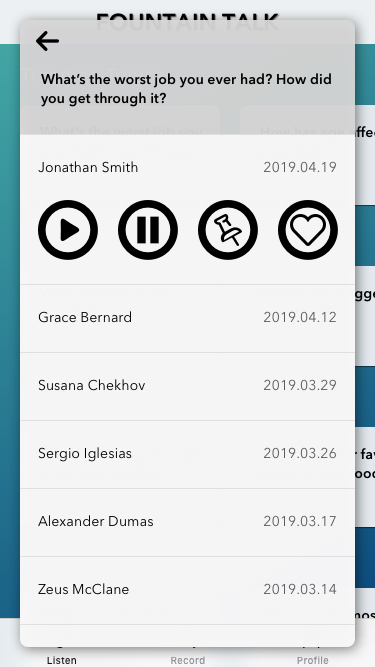 FOUNTAIN TALK
What's the worst job you ever had? How did
you get through it?
Jonathan Smith 2019.04.19
Grace Bernard 2019.04.12
Susana Chekhov 2019.03.29
Sergio Iglesias 2019.03.26
Alexander Dumas 2019.03.17
Zeus McClane 2019.03.14
Listen Record Profile